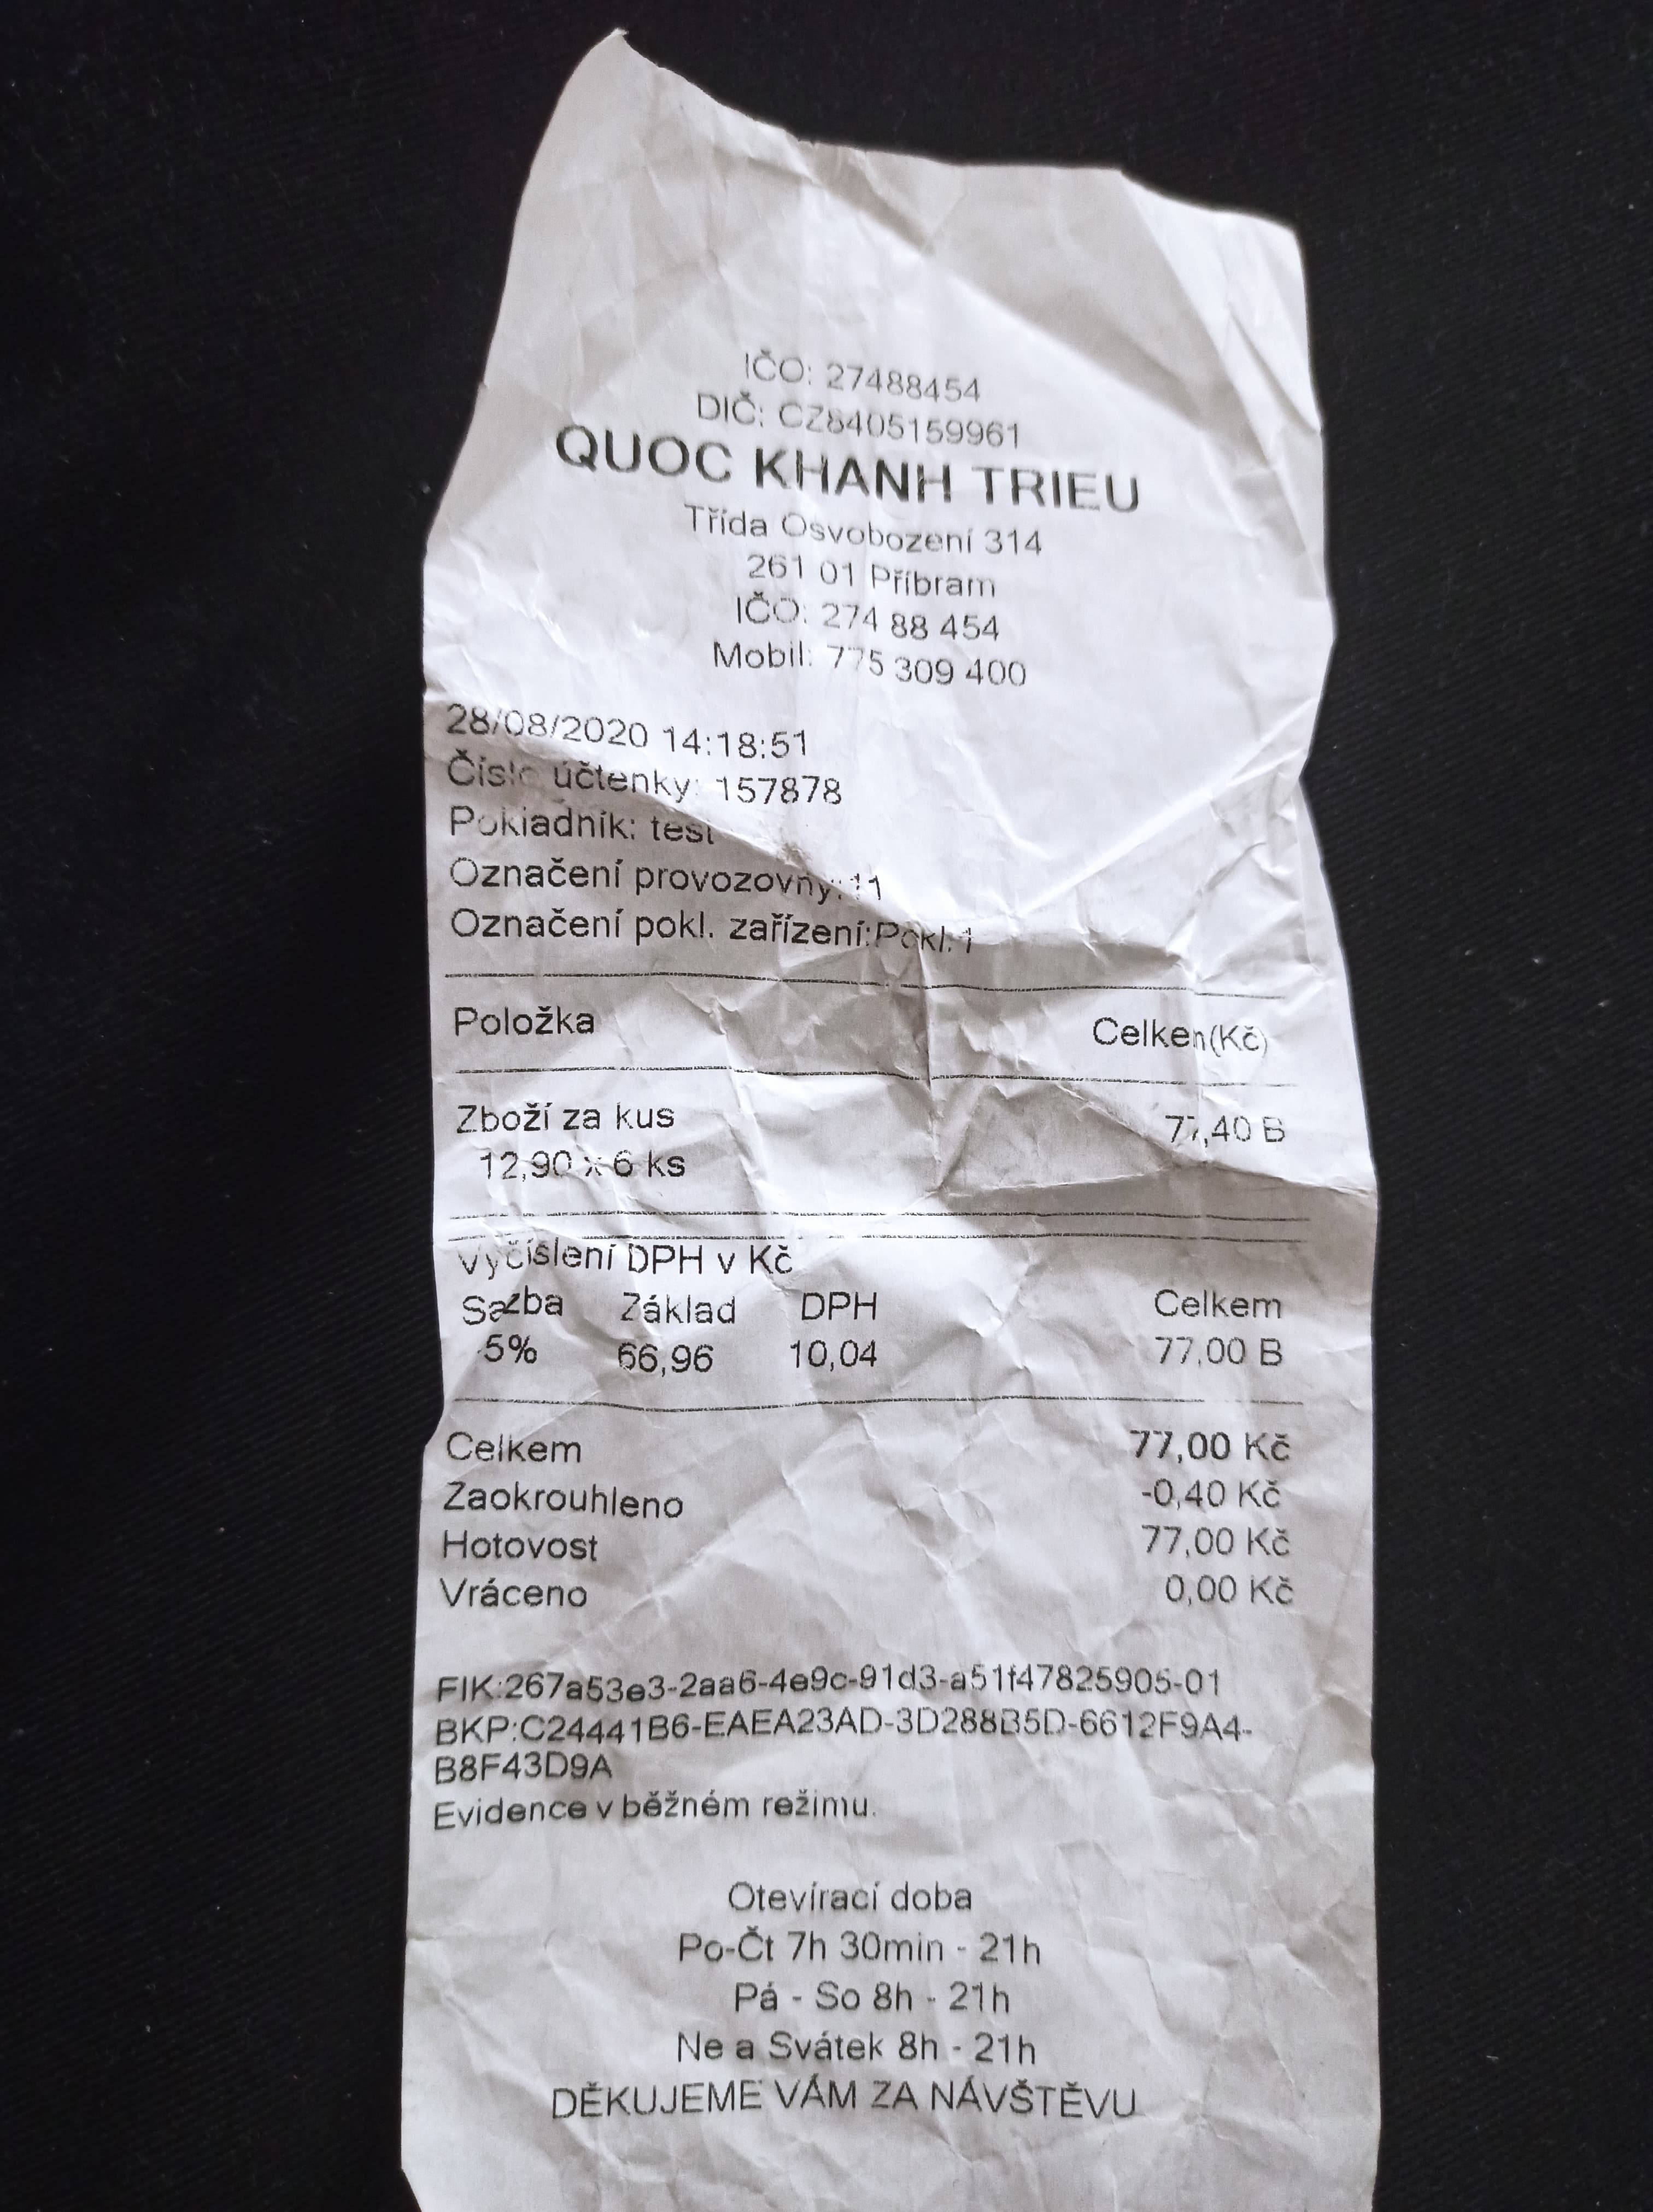 IČO: 27488454
DIČ: CZ8405159961
QUOC KHANH TRIEU
Třída Osvobození 314
261 01 Příbram
IČO: 274 88 454
Mobil: 775 309 400
28/08/2020 14:18:51
Číslo účtenky: 157878
Pokladník: test
Označení provozovny: 11
Označení pokl. zařízení:Pokl.1
Položka Celkem(Kč)
Zboží za kus 77,40 B
12,90 x 6 ks
Vyčíslení DPH v Kč
Sazba Základ DPH Celkem
5% 66,96 10,04 77,00 B
Celkem 77,00 Kč
Zaokrouhleno -0,40 Kč
Hotovost 77,00 Kč
Vráceno 0,00 Kč
FIK:267a53e3-2aa6-4e9c-91d3-a51f47825905-01
BKP:C24441B6-EAEA23AD-3D288B5D-6612F9A4-
B8F43D9A
Evidence v běžném režimu.
Otevírací doba
Po-Čt 7h 30min - 21h
Pá - So 8h - 21h
Ne a Svátek 8h - 21h
DĚKUJEME VÁM ZA NÁVŠTĚVU